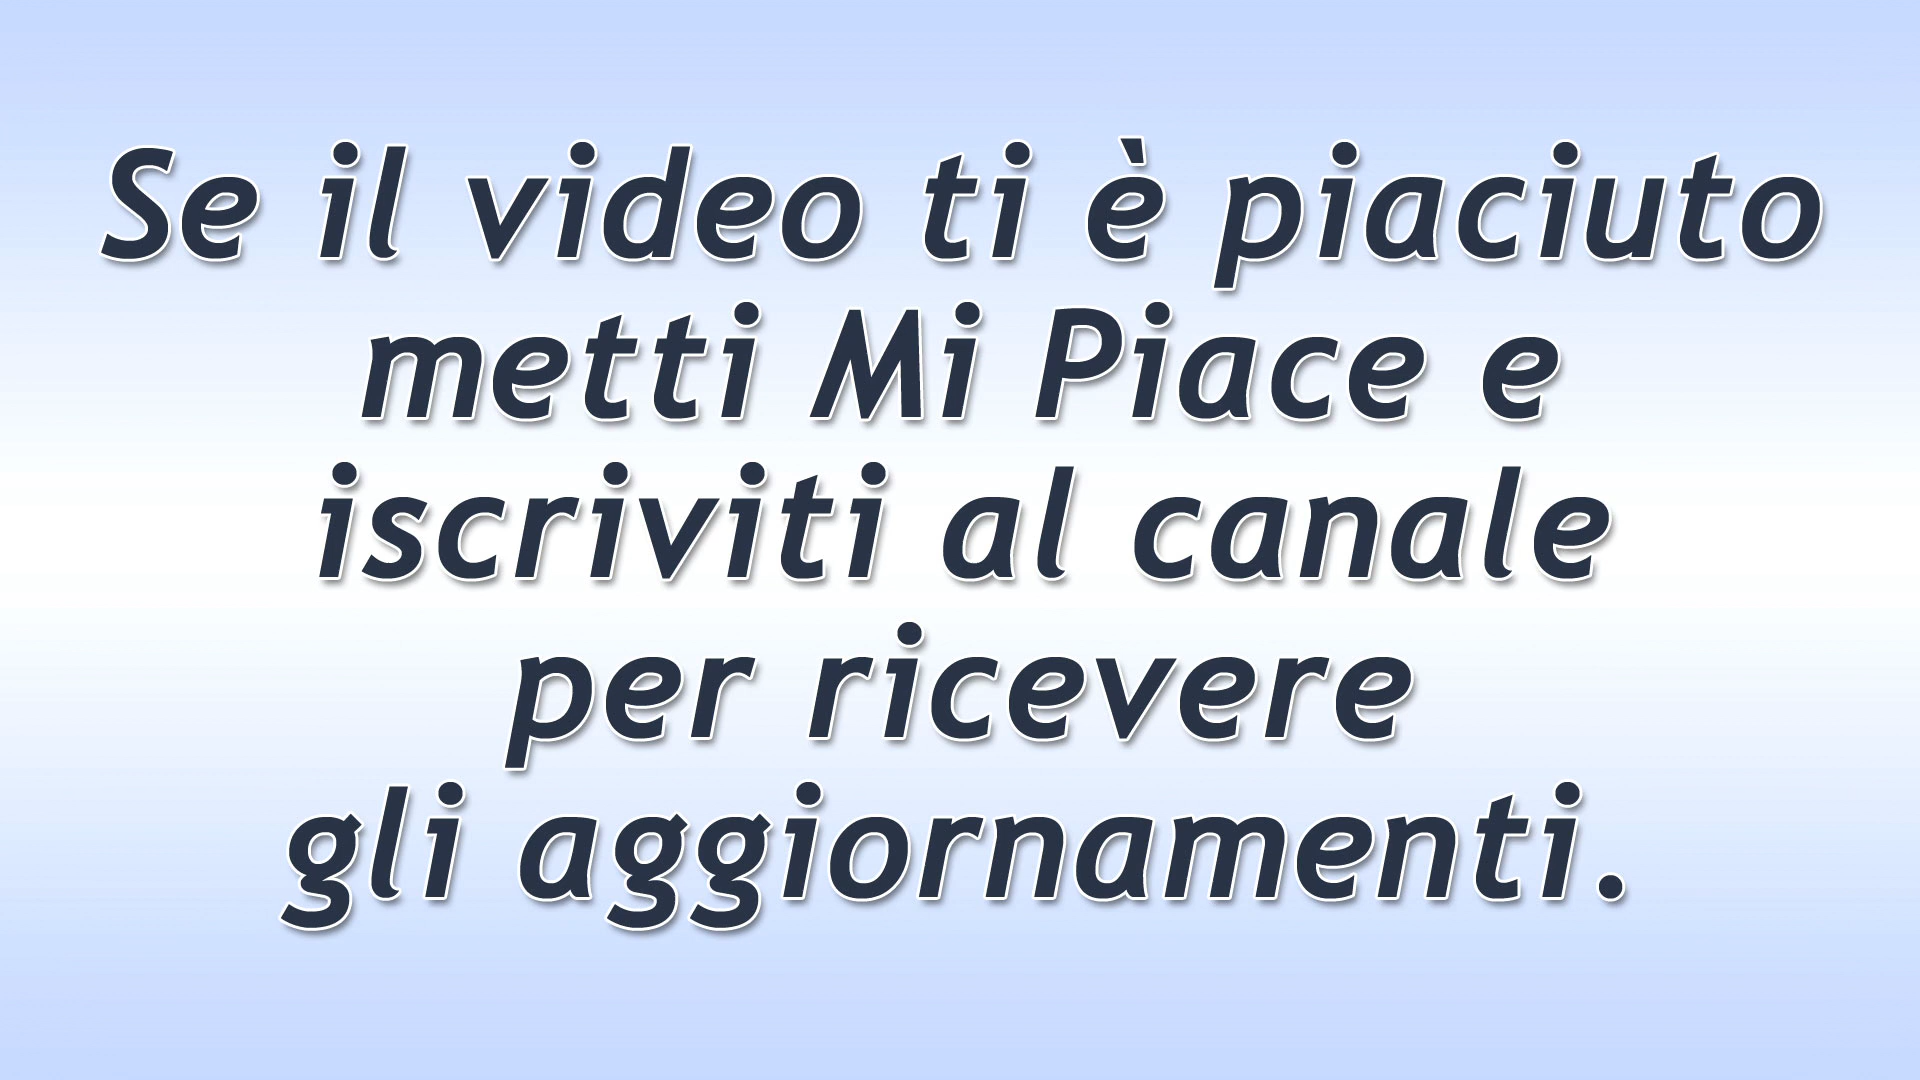 Se il video ti è piaciuto
metti Mi Piace e
iscriviti al canale
per ricevere
gli aggiornamenti.